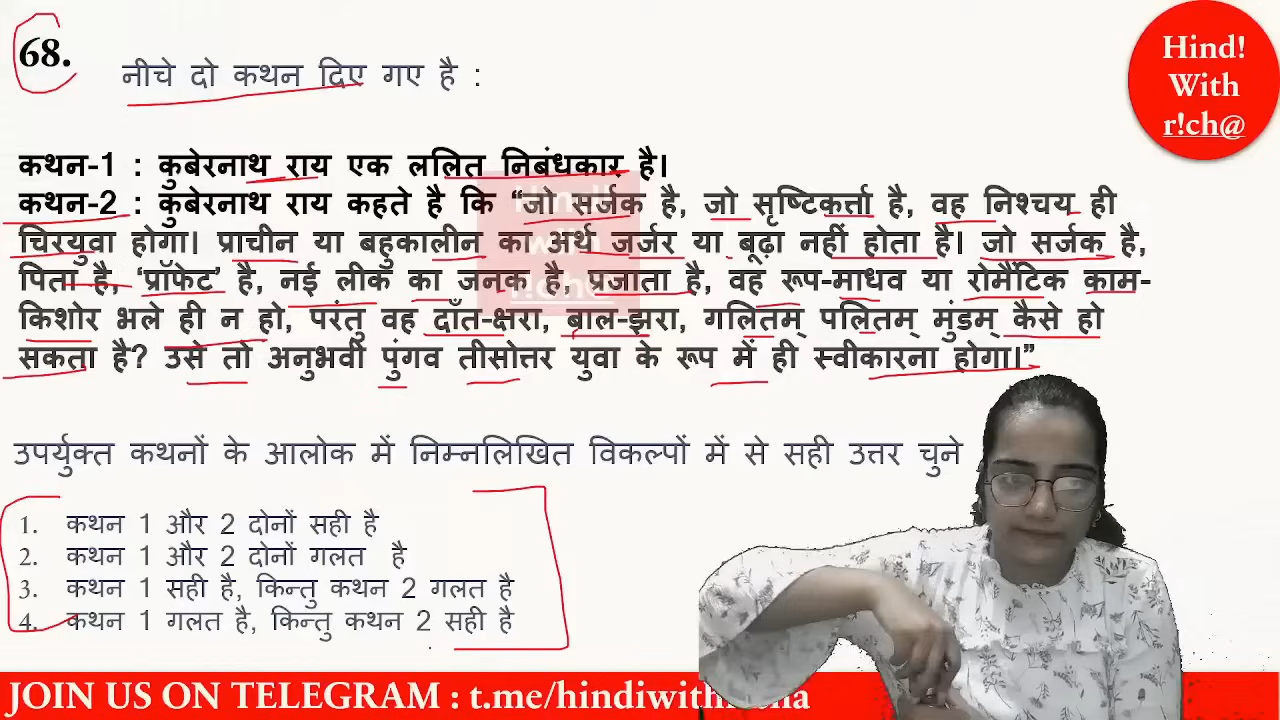 68.
नीचे दो कथन दिए गए है :
Hind!
With
r!ch@
कथन-1 : कुबेरनाथ राय एक ललित निबंधकार है।
कथन-2 : कुबेरनाथ राय कहते है कि “जो सर्जक है, जो सृष्टिकर्त्ता है, वह निश्चय ही
चिरयुवा होगा। प्राचीन या बहुकालीन का अर्थ जर्जर या बूढ़ा नहीं होता है। जो सर्जक है,
पिता है, ‘प्रॉफेट’ है, नई लीक का जनक है, प्रजाता है, वह रूप-माधव या रोमैंटिक काम-
किशोर भले ही न हो, परंतु वह दाँत-क्षरा, बाल-झरा, गलितम् पलितम् मुंडम् कैसे हो
सकता है? उसे तो अनुभवी पुंगव तीसोत्तर युवा के रूप में ही स्वीकारना होगा।”
उपर्युक्त कथनों के आलोक में निम्नलिखित विकल्पों में से सही उत्तर चुने
1. कथन 1 और 2 दोनों सही है
2. कथन 1 और 2 दोनों गलत है
3. कथन 1 सही है, किन्तु कथन 2 गलत है
4. कथन 1 गलत है, किन्तु कथन 2 सही है
JOIN US ON TELEGRAM : t.me/hindiwithricha